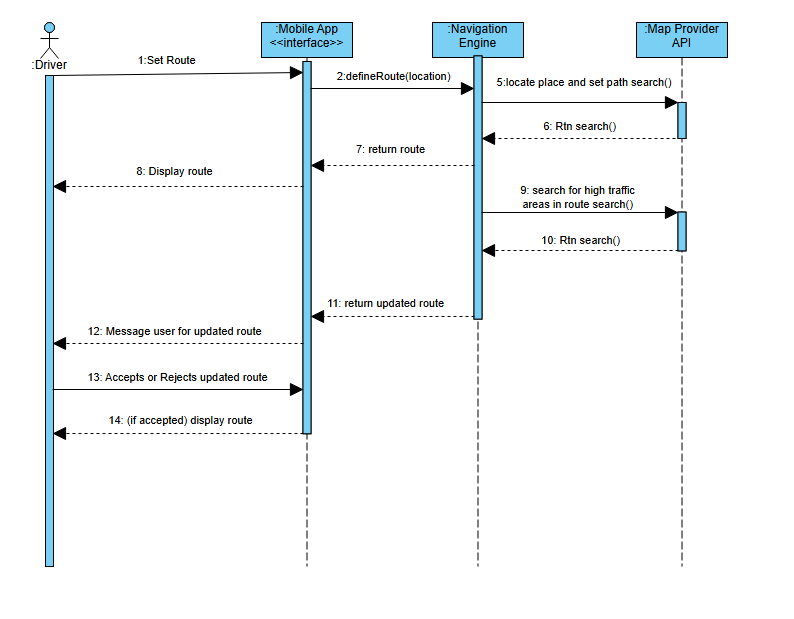 :Driver
:Mobile App
<<interface>>
:Navigation
Engine
:Map Provider
API
1:Set Route
2:defineRoute(location)
5:locate place and set path search()
6: Rtn search()
7: return route
8: Display route
9: search for high traffic
areas in route search()
10: Rtn search()
11: return updated route
12: Message user for updated route
13: Accepts or Rejects updated route
14: (if accepted) display route